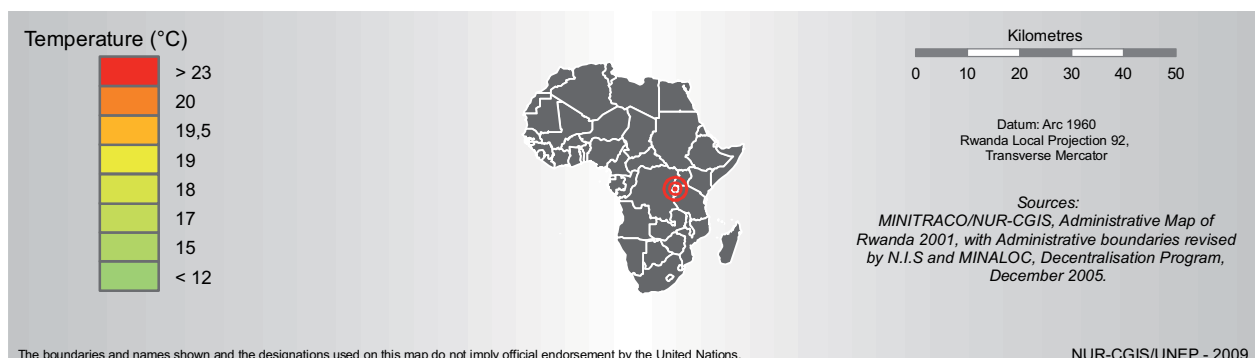 Temperature (°C)
> 23
20
19,5
19
18
17
15
< 12
Kilometres
0 10 20 30 40 50
Datum: Arc 1960
Rwanda Local Projection 92,
Transverse Mercator
Sources:
MINITRACO/NUR-CGIS, Administrative Map of
Rwanda 2001, with Administrative boundaries revised
by N.I.S and MINALOC, Decentralisation Program,
December 2005.
The boundaries and names shown and the designations used on this map do not imply official endorsement by the United Nations.
NUR-CGIS/UNEP - 2009